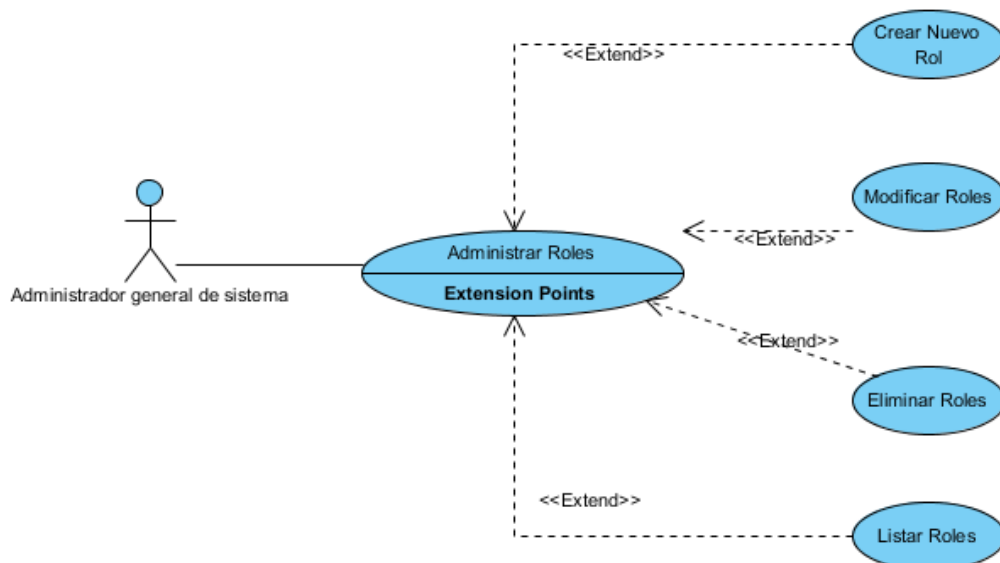 Crear Nuevo
Rol
<<Extend>>
Modificar Roles
<<Extend>>
Administrar Roles
Extension Points
Administrador general de sistema
<<Extend>>
Eliminar Roles
<<Extend>>
Listar Roles